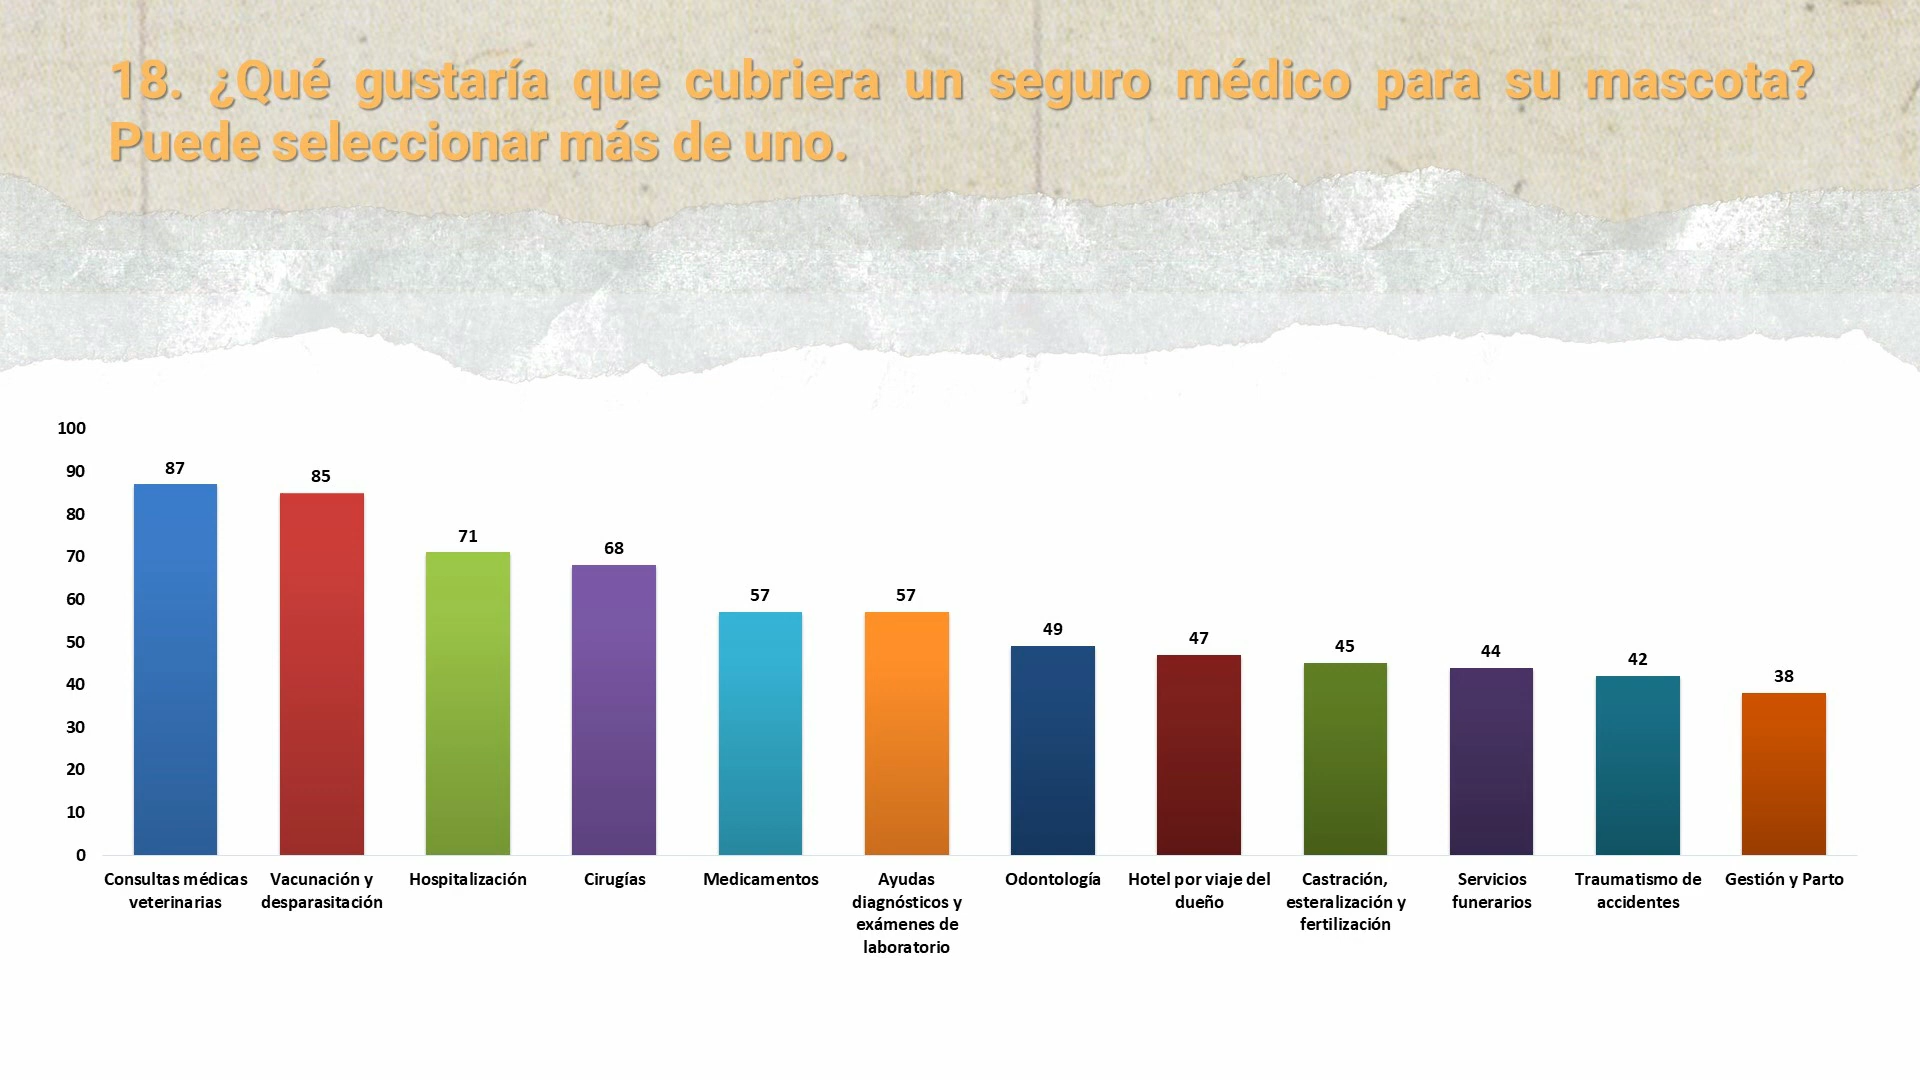 18. ¿Qué gustaría que cubriera un seguro médico para su mascota?
Puede seleccionar más de uno.
100
90
80
70
60
50
40
30
20
10
0
87
85
71
68
57
57
49
47
45
44
42
38
Consultas médicas
veterinarias
Vacunación y
desparasitación
Hospitalización
Cirugías
Medicamentos
Ayudas
diagnósticos y
exámenes de
laboratorio
Odontología
Hotel por viaje del
dueño
Castración,
esteralización y
fertilización
Servicios
funerarios
Traumatismo de
accidentes
Gestión y Parto